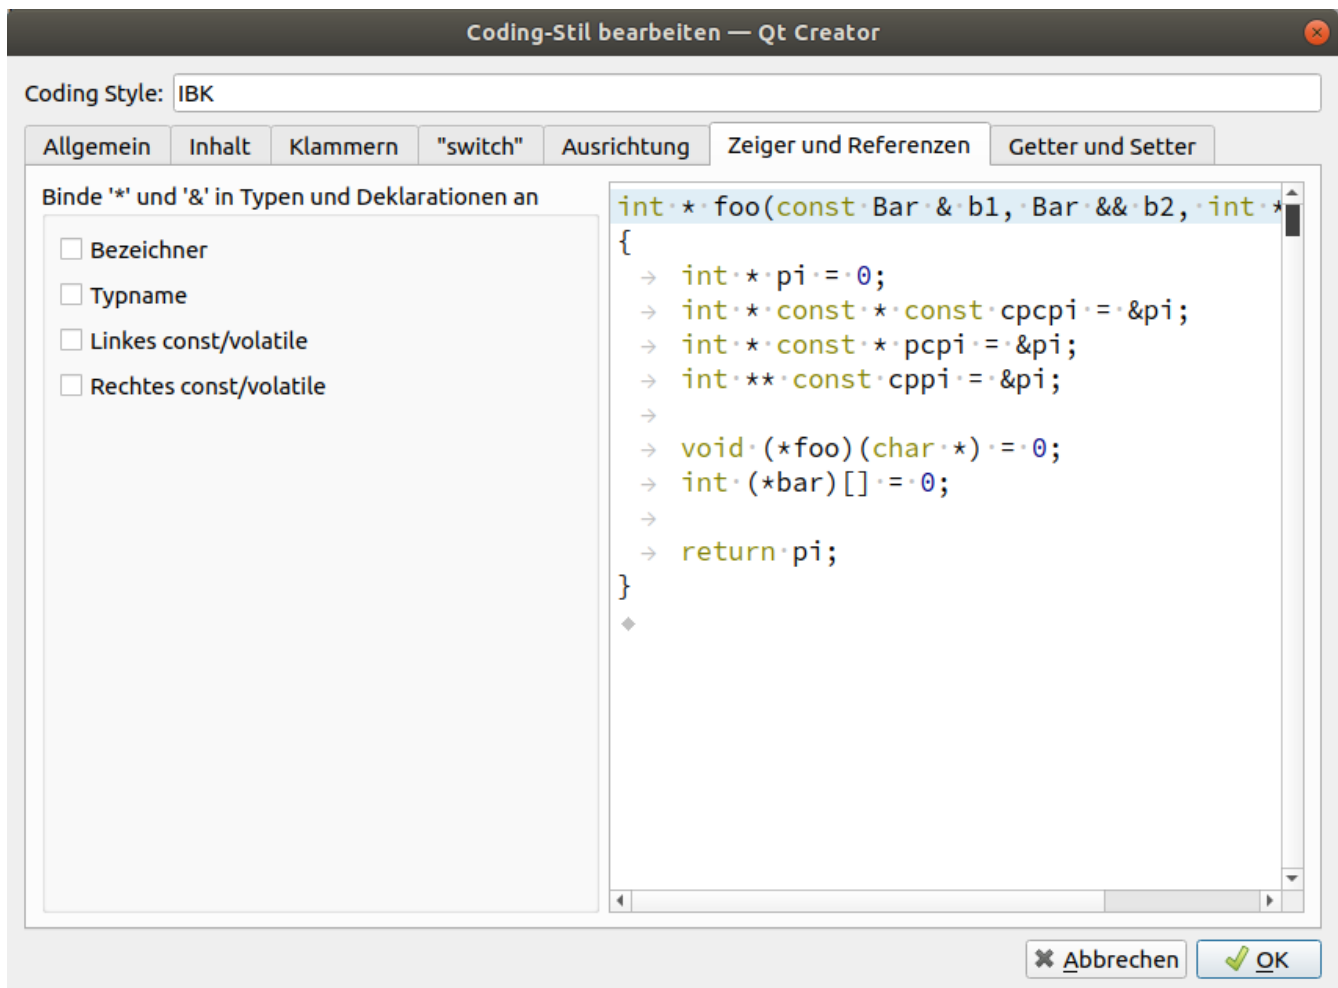 Coding-Stil bearbeiten — Qt Creator
Coding Style: IBK
Allgemein Inhalt Klammern "switch" Ausrichtung Zeiger und Referenzen Getter und Setter
Binde '*' und '&' in Typen und Deklarationen an
Bezeichner
Typname
Linkes const/volatile
Rechtes const/volatile
int * foo(const Bar & b1, Bar && b2, int *
{
int * pi = 0;
int * const * const cpcpi = &pi;
int * const * pcpi = &pi;
int ** const cppi = &pi;
void (*foo)(char *) = 0;
int (*bar)[] = 0;
return pi;
}
Abbrechen OK